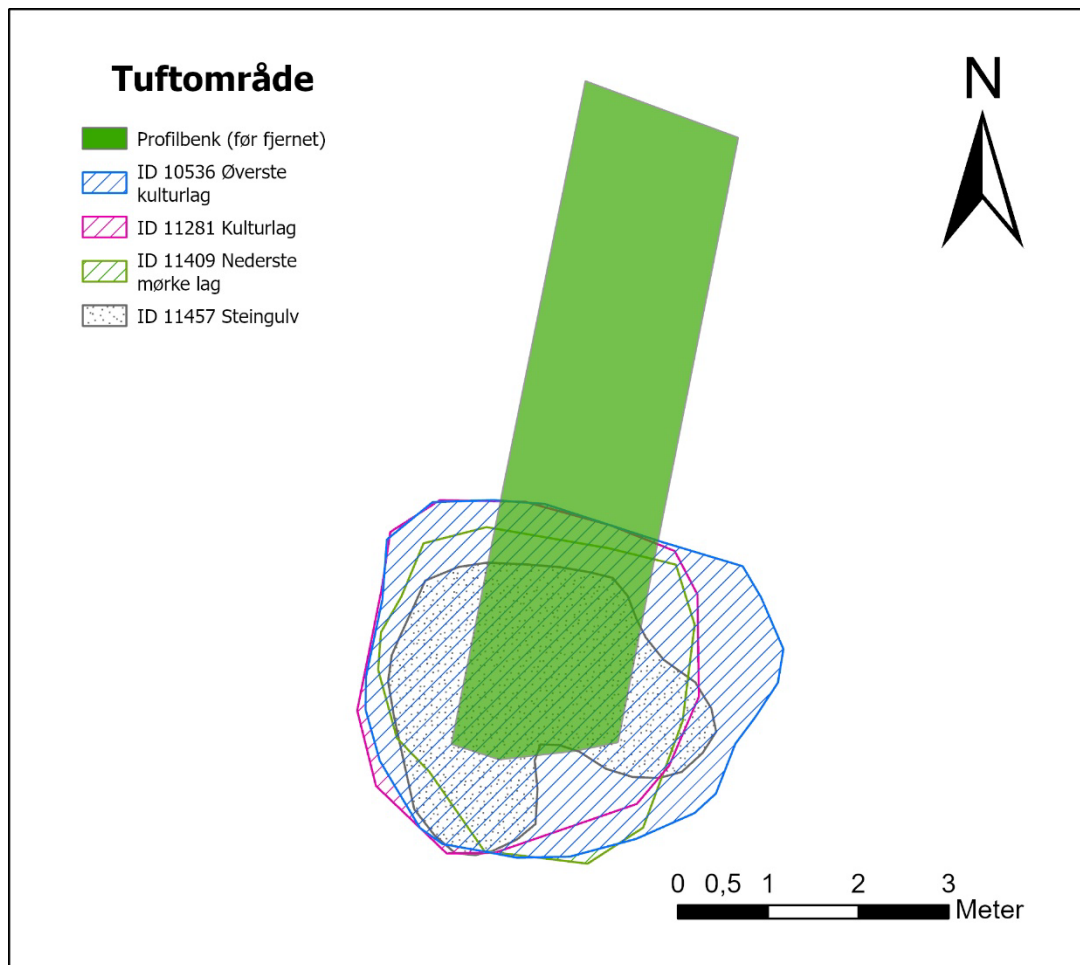 Tuftområde
Profilbenk (før fjernet)
ID 10536 Øverste
kulturlag
ID 11281 Kulturlag
ID 11409 Nederste
mørke lag
ID 11457 Steingulv
N
0 0,5 1 2 3
Meter